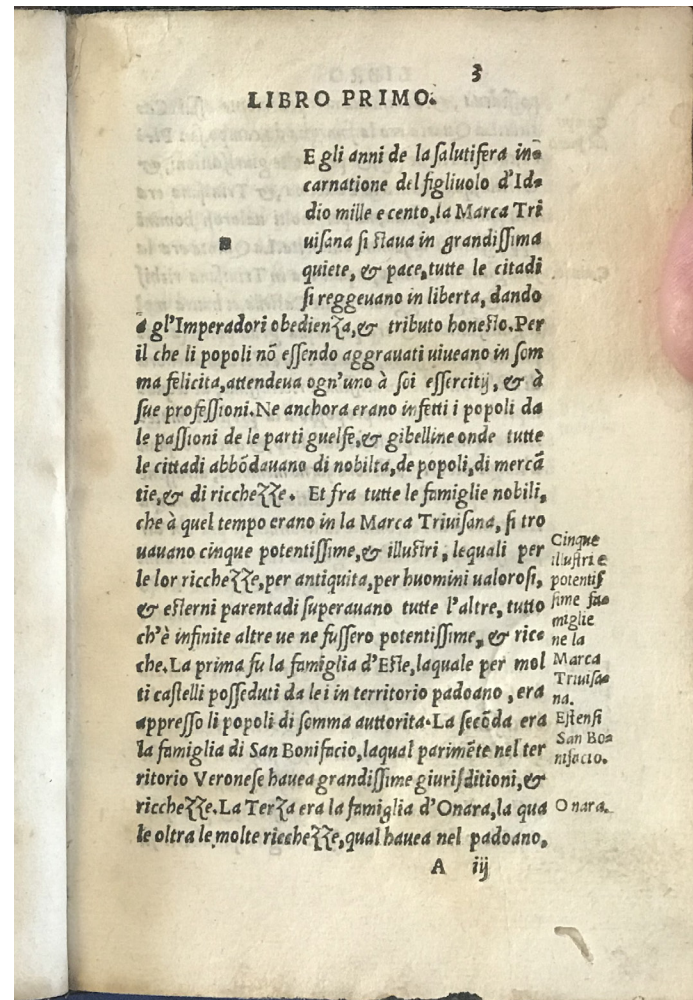 3
LIBRO PRIMO.
E gli anni de la salutifera in=
carnatione del figliuolo d'Id=
dio mille e cento, la Marca Tri
uisana si staua in grandissima
quiete, & pace, tutte le citadi
si reggeuano in liberta, dando
à gl'Imperadori obedienza, & tributo honesto. Per
il che li popoli nõ essendo aggrauati uiueano in som
ma felicita, attendeua ogn'uno à soi essercitij, & à
sue professioni. Ne anchora erano infetti i popoli da
le passioni de le parti guelfe, & gibelline onde tutte
le cittadi abbõdauano di nobilta, de popoli, di mercã
tie, & di ricchezze. Et fra tutte le famiglie nobili,
che à quel tempo erano in la Marca Triuisana, si tro
uauano cinque potentissime, & illustri, lequali per
le lor ricchezze, per antiquita, per huomini ualorosi,
& esterni parentadi superauano tutte l'altre, tutto
ch'è infinite altre ue ne fussero potentissime, & ric=
che. La prima fu la famiglia d'Este, laquale per mol
ti castelli posseduti da lei in territorio padoano, era
appresso li popoli di somma auttorita. La secõda era
la famiglia di San Bonifacio, laqual parimẽte nel ter
ritorio Veronese hauea grandissime giurisditioni, &
ricchezze. La Terza era la famiglia d'Onara, la qua
le oltra le molte ricchezze, qual hauea nel padoano,
A iij
Cinque
illustri e
potentis
sime fa=
miglie
ne la
Marca
Triuisa=
na.
Estensi
San Bo=
nifacio.
Onara.